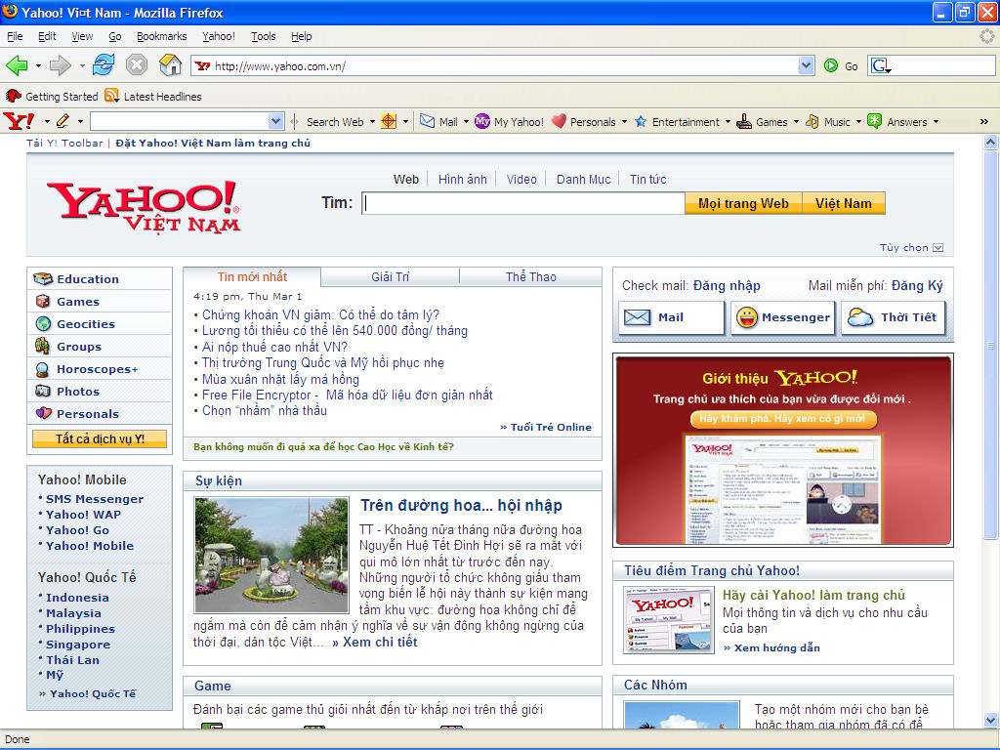 Yahoo! Vi¤t Nam - Mozilla Firefox
File Edit View Go Bookmarks Yahoo! Tools Help
http://www.yahoo.com.vn/ Go
Getting Started Latest Headlines
Y! Search Web Mail My Yahoo! Personals Entertainment Games Music Answers »
Tải Y! Toolbar | Đặt Yahoo! Việt Nam làm trang chủ
YAHOO! VIỆT NAM
Web Hình ảnh Video Danh Mục Tin tức
Tìm: Mọi trang Web Việt Nam
Tùy chọn
Education
Games
Geocities
Groups
Horoscopes+
Photos
Personals
Tất cả dịch vụ Y!
Yahoo! Mobile
• SMS Messenger
• Yahoo! WAP
• Yahoo! Go
• Yahoo! Mobile
Yahoo! Quốc Tế
• Indonesia
• Malaysia
• Philippines
• Singapore
• Thái Lan
• Mỹ
» Yahoo! Quốc Tế
Tin mới nhất Giải Trí Thể Thao
4:19 pm, Thu Mar 1
• Chứng khoán VN giảm: Có thể do tâm lý?
• Lương tối thiểu có thể lên 540.000 đồng/ tháng
• Ai nộp thuế cao nhất VN?
• Thị trường Trung Quốc và Mỹ hồi phục nhẹ
• Mùa xuân nhật lấy má hồng
• Free File Encryptor - Mã hóa dữ liệu đơn giản nhất
• Chọn “nhầm” nhà thầu
» Tuổi Trẻ Online
Bạn không muốn đi quá xa để học Cao Học về Kinh tế?
Sự kiện
Trên đường hoa... hội nhập
TT - Khoảng nửa tháng nữa đường hoa
Nguyễn Huệ Tết Đinh Hợi sẽ ra mắt với
qui mô lớn nhất từ trước đến nay.
Những người tổ chức không giấu tham
vọng biến lễ hội này thành sự kiện mang
tầm khu vực: đường hoa không chỉ để
ngắm mà còn để cảm nhận ý nghĩa về sự vận động không ngừng của
thời đại, dân tộc Việt... » Xem chi tiết
Game
Đánh bại các game thủ giỏi nhất đến từ khắp nơi trên thế giới
Check mail: Đăng nhập Mail miễn phí: Đăng Ký
Mail Messenger Thời Tiết
Giới thiệu YAHOO!
Trang chủ ưa thích của bạn vừa được đổi mới .
Hãy khám phá. Hãy xem có gì mới
YAHOO! VIỆT NAM
Tiêu điểm Trang chủ Yahoo!
YAHOO!
Hãy cài Yahoo! làm trang chủ
Mọi thông tin và dịch vụ cho nhu cầu
của bạn
» Xem hướng dẫn
Các Nhóm
Tạo một nhóm mới cho bạn bè
hoặc tham gia nhóm đã có để
Done